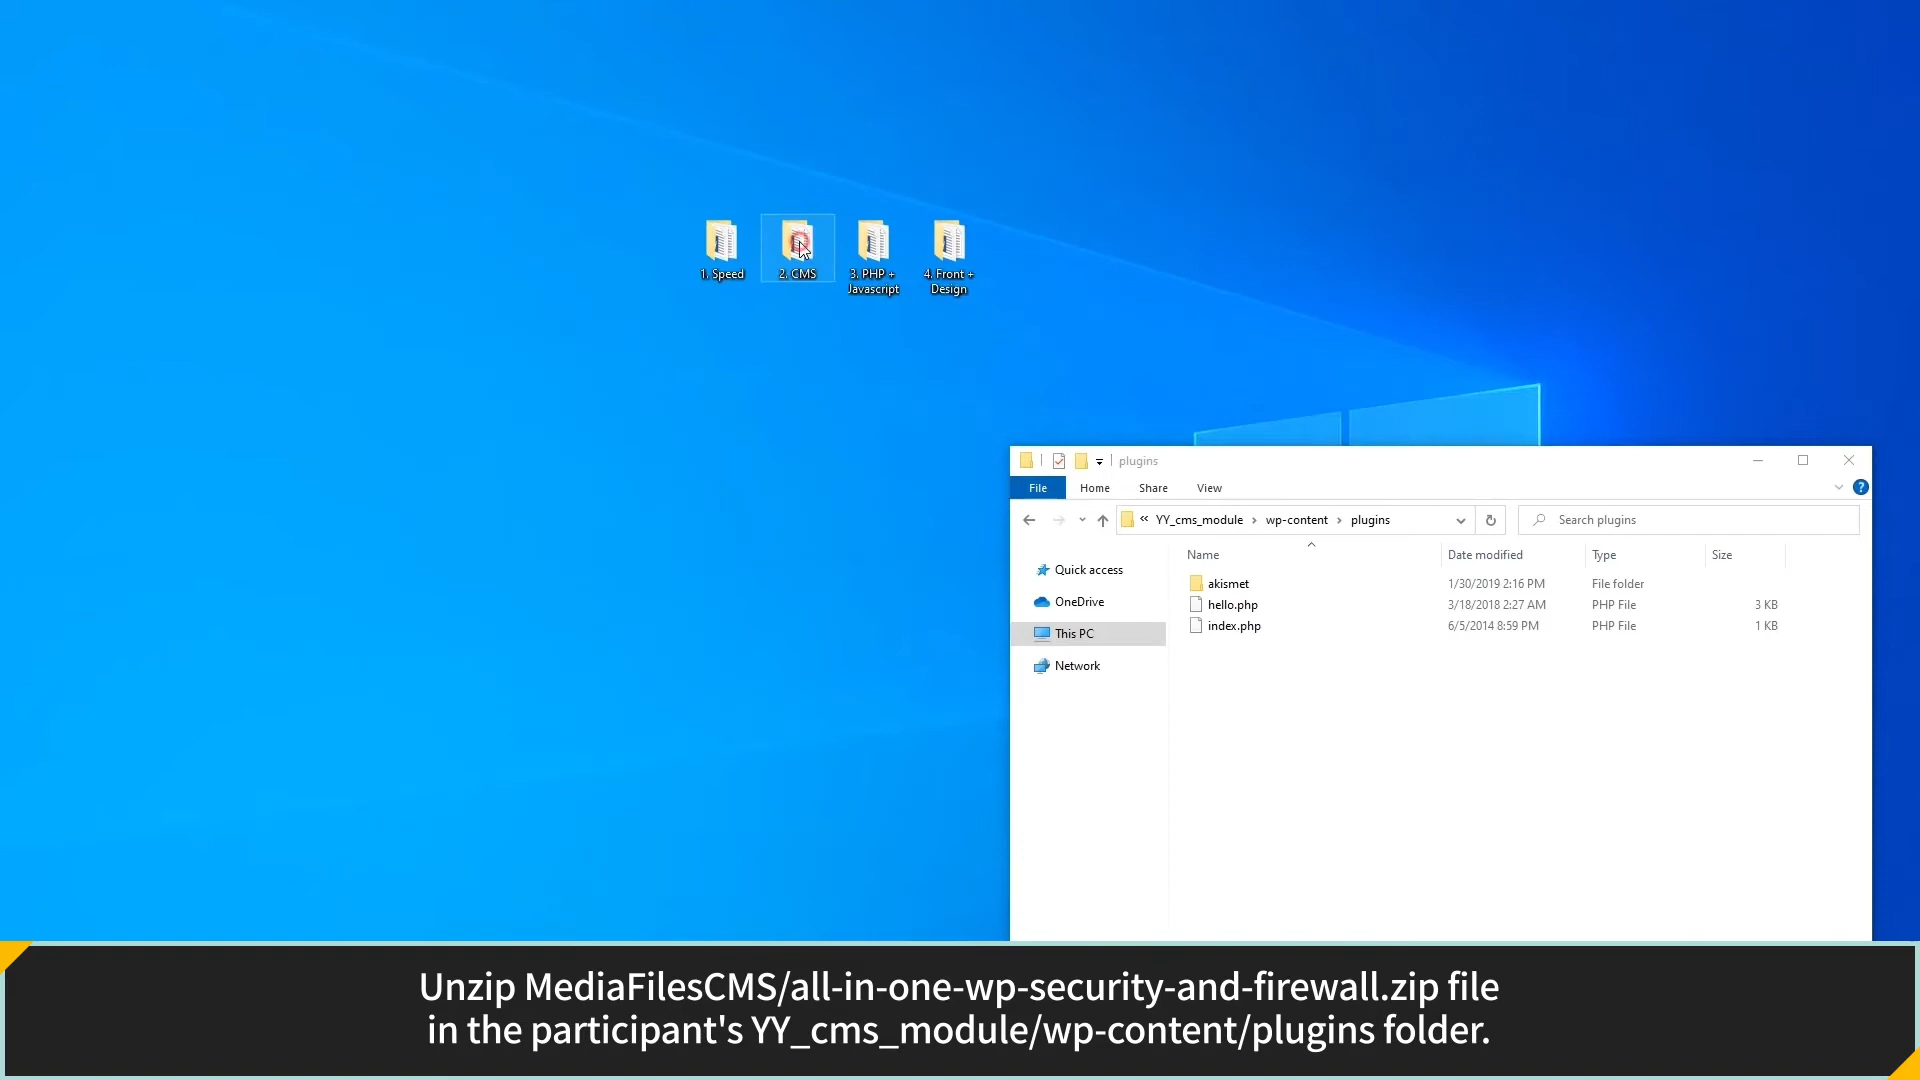 1. Speed
2. CMS
3. PHP +
Javascript
4. Front +
Design
plugins
File
Home
Share
View
?
« YY_cms_module › wp-content › plugins
Search plugins
Quick access
OneDrive
This PC
Network
Name
Date modified
Type
Size
akismet
1/30/2019 2:16 PM
File folder
hello.php
3/18/2018 2:27 AM
PHP File
3 KB
index.php
6/5/2014 8:59 PM
PHP File
1 KB
Unzip MediaFilesCMS/all-in-one-wp-security-and-firewall.zip file
in the participant's YY_cms_module/wp-content/plugins folder.